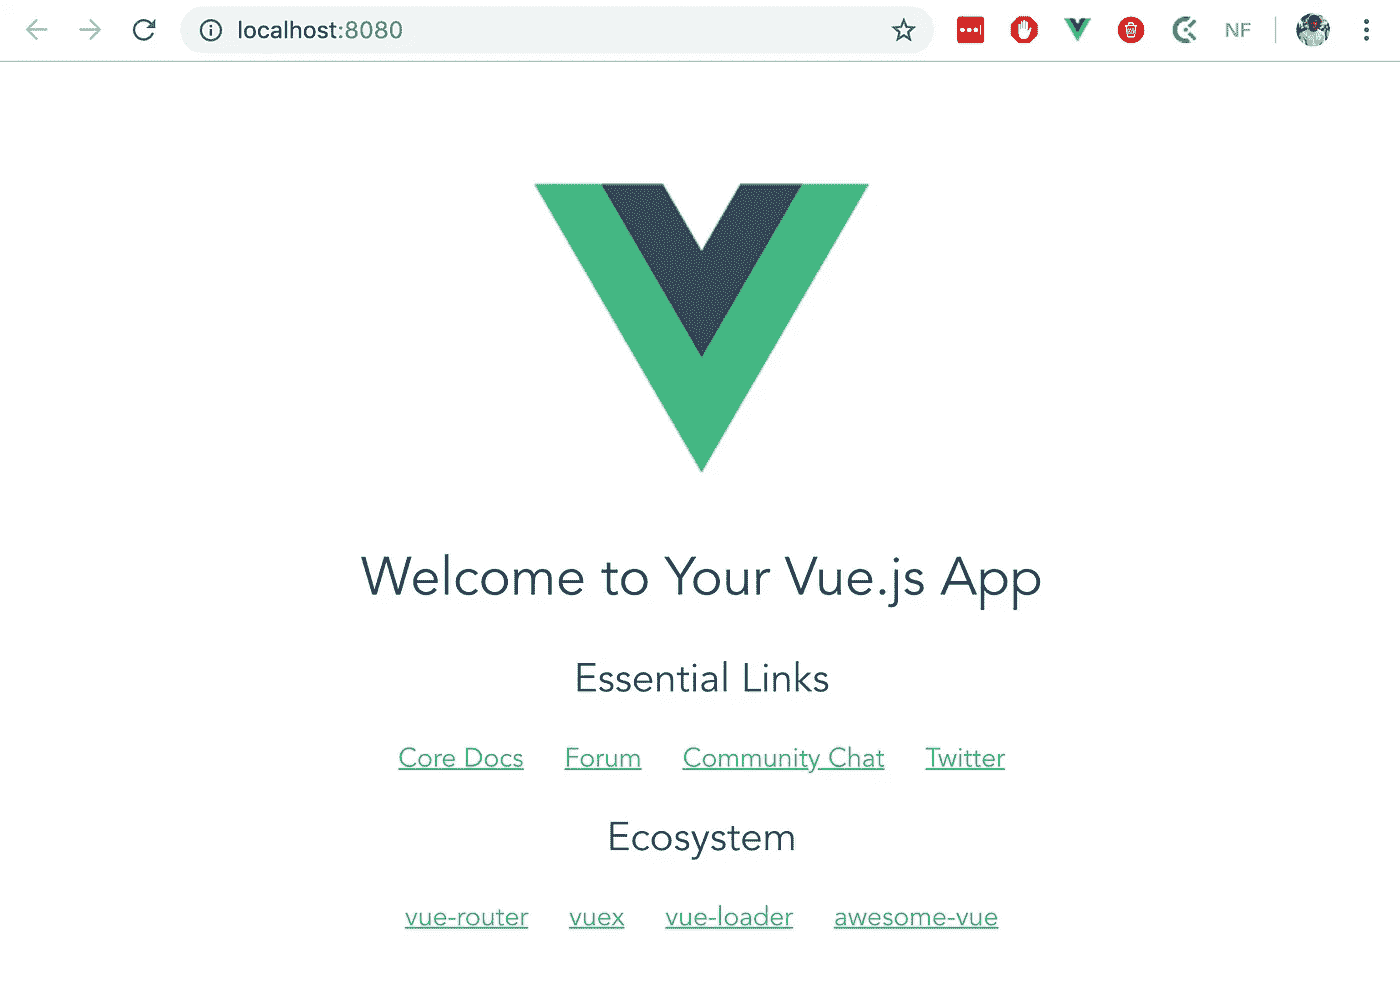 localhost:8080
NF
Welcome to Your Vue.js App
Essential Links
Core Docs Forum Community Chat Twitter
Ecosystem
vue-router vuex vue-loader awesome-vue